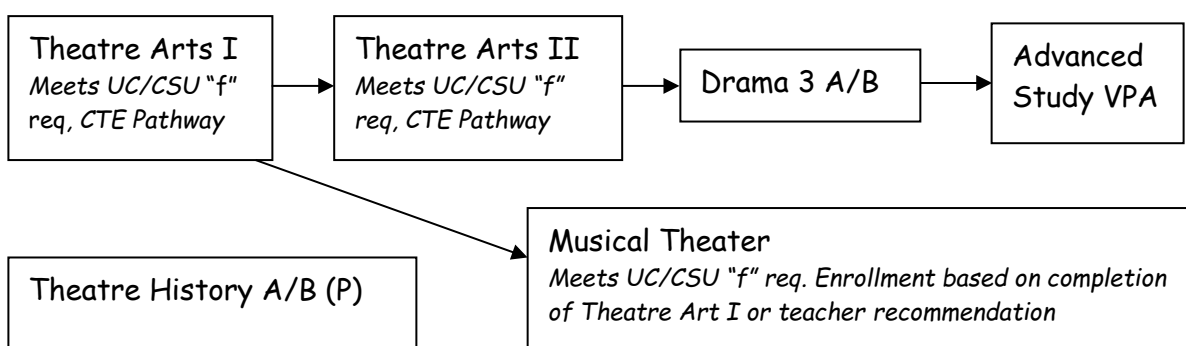 Theatre Arts I
Meets UC/CSU “f”
req, CTE Pathway
Theatre Arts II
Meets UC/CSU “f”
req, CTE Pathway
Drama 3 A/B
Advanced
Study VPA
Musical Theater
Meets UC/CSU “f” req. Enrollment based on completion
of Theatre Art I or teacher recommendation
Theatre History A/B (P)